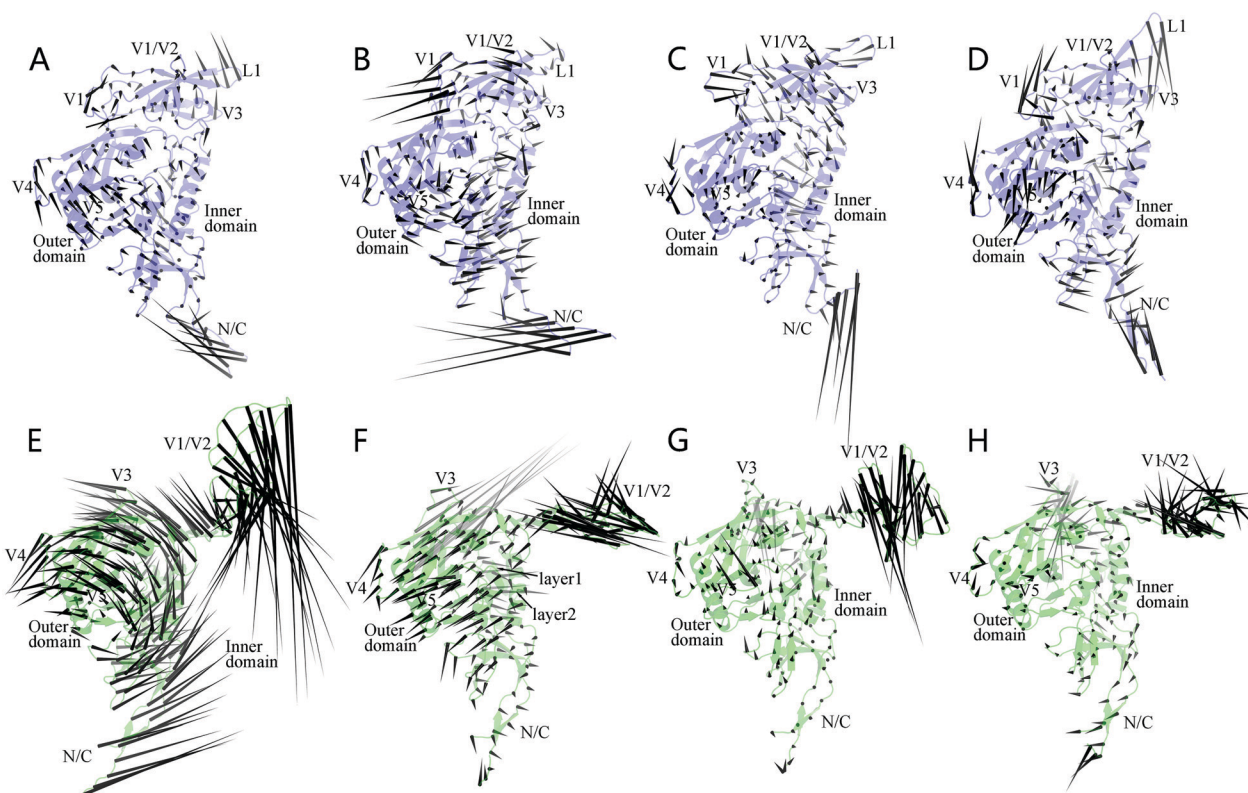 A
V1/V2
L1
V1
V3
V4
V5
Inner
domain
Outer
domain
N/C
B
V1/V2
V1
L1
V3
V4
V5
Inner
domain
Outer
domain
N/C
C
V1/V2
L1
V1
V3
V4
V5
Inner
domain
Outer
domain
N/C
D
V1/V2
L1
V1
V3
V4
V5
Inner
domain
Outer
domain
N/C
E
V1/V2
V3
V4
V5
Outer
domain
Inner
domain
N/C
F
V3
V1/V2
V4
V5
layer1
layer2
Outer
domain
N/C
G
V1/V2
V3
V4
V5
Inner
domain
Outer
domain
N/C
H
V1/V2
V3
V4
V5
Inner
domain
Outer
domain
N/C